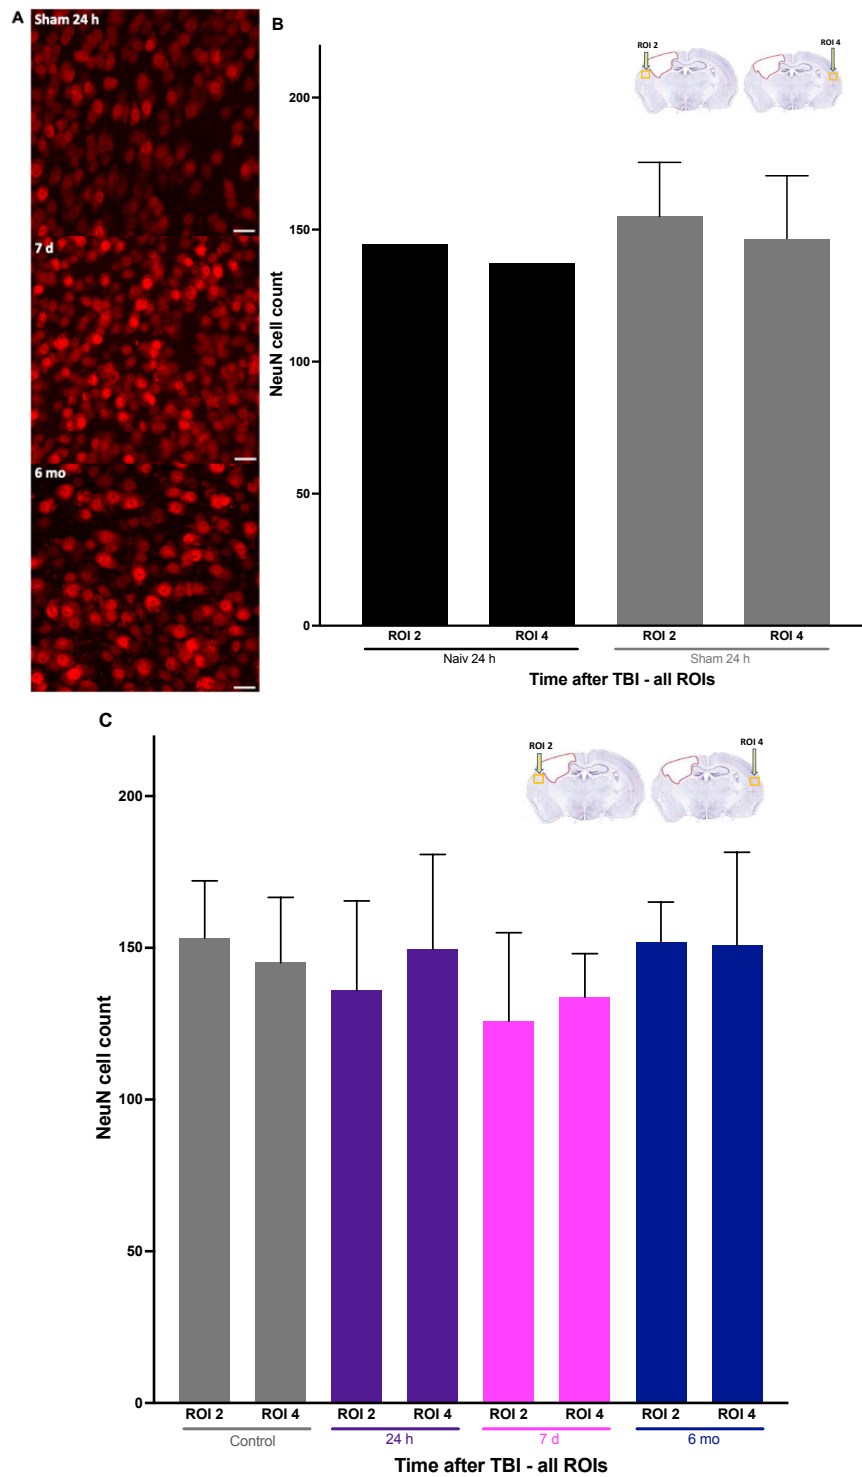 A
Sham 24 h
7 d
6 mo
B
ROI 2
ROI 4
200
150
100
50
0
NeuN cell count
ROI 2
ROI 4
ROI 2
ROI 4
Naiv 24 h
Sham 24 h
Time after TBI - all ROIs
C
ROI 2
ROI 4
200
150
100
50
0
NeuN cell count
ROI 2
ROI 4
ROI 2
ROI 4
ROI 2
ROI 4
ROI 2
ROI 4
Control
24 h
7 d
6 mo
Time after TBI - all ROIs